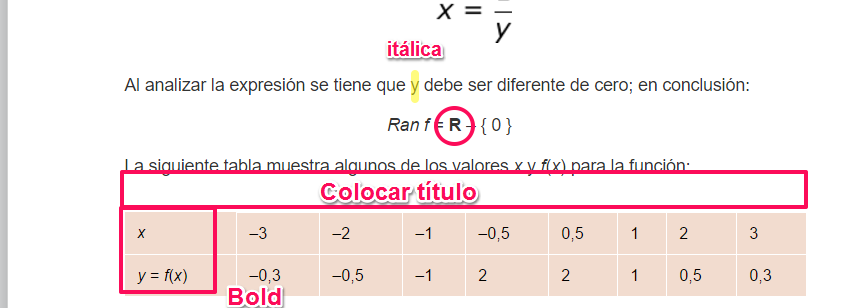 x = —
y
itálica
Al analizar la expresión se tiene que y debe ser diferente de cero; en conclusión:
Ran f = R – { 0 }
La siguiente tabla muestra algunos de los valores x y f(x) para la función:
Colocar título
x –3 –2 –1 –0,5 0,5 1 2 3
y = f(x) –0,3 –0,5 –1 2 2 1 0,5 0,3
Bold